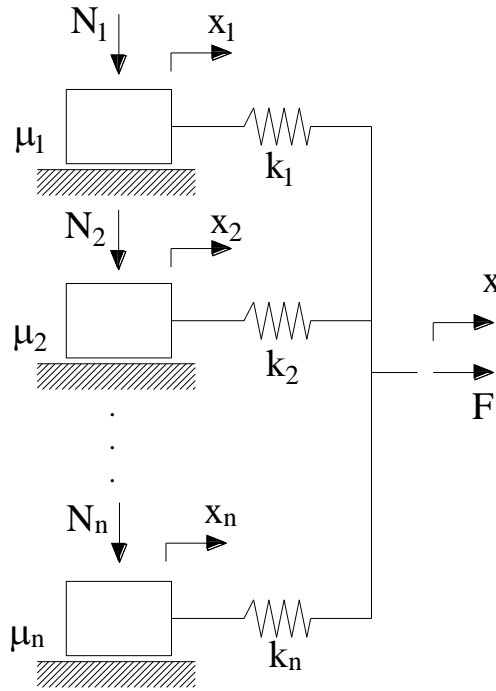 N₁
x₁
μ₁
k₁
N₂
x₂
μ₂
k₂
x
F
.
.
.
Nₙ
xₙ
μₙ
kₙ